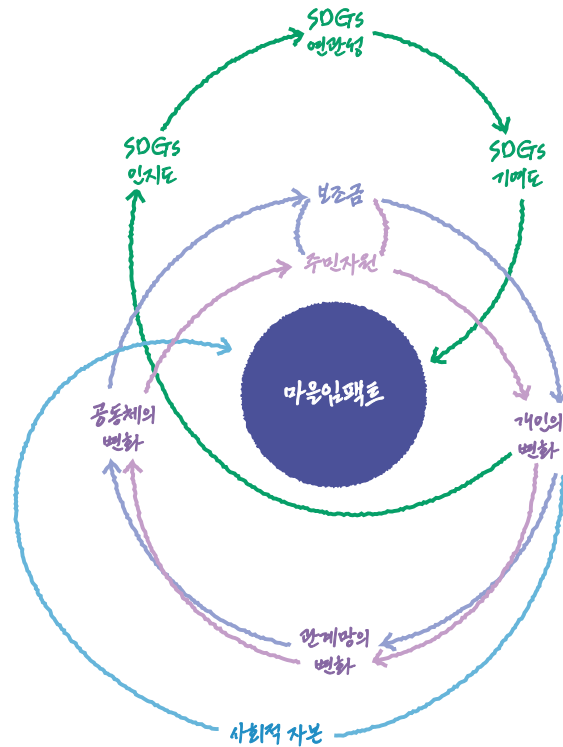 SDGs
연관성
SDGs
인지도
SDGs
기여도
보조금
주민자원
마을임팩트
공동체의
변화
개인의
변화
관계망의
변화
사회적 자본